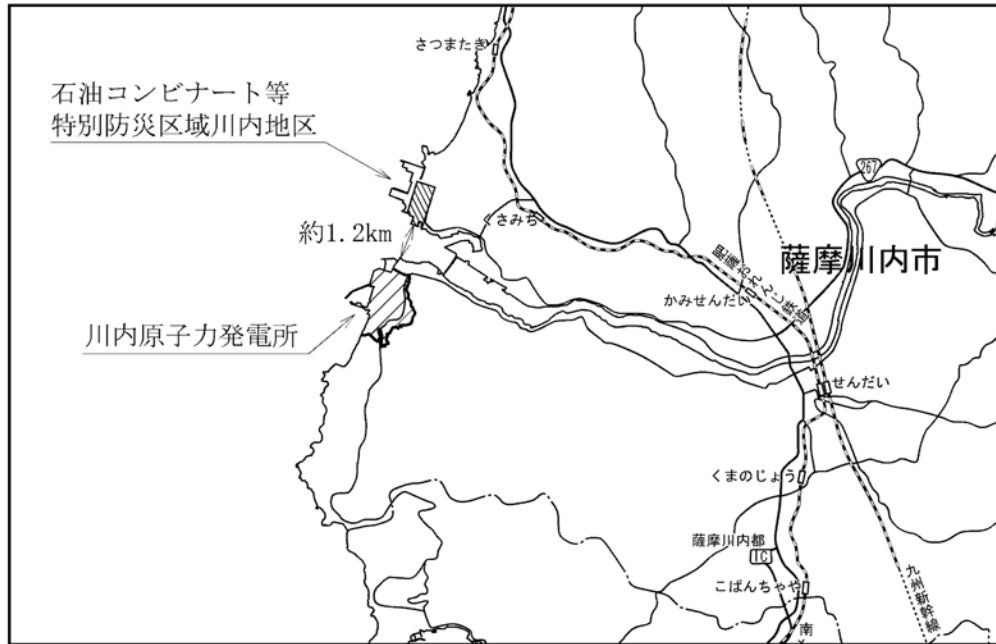 さつまたき
石油コンビナート等
特別防災区域川内地区
267
約1.2km
くさみち
薩摩川内市
肥薩おれんじ鉄道
かみせんだい
川内原子力発電所
せんだい
くまのじょう
薩摩川内都
IC
こばんちゃや
九州新幹線
南